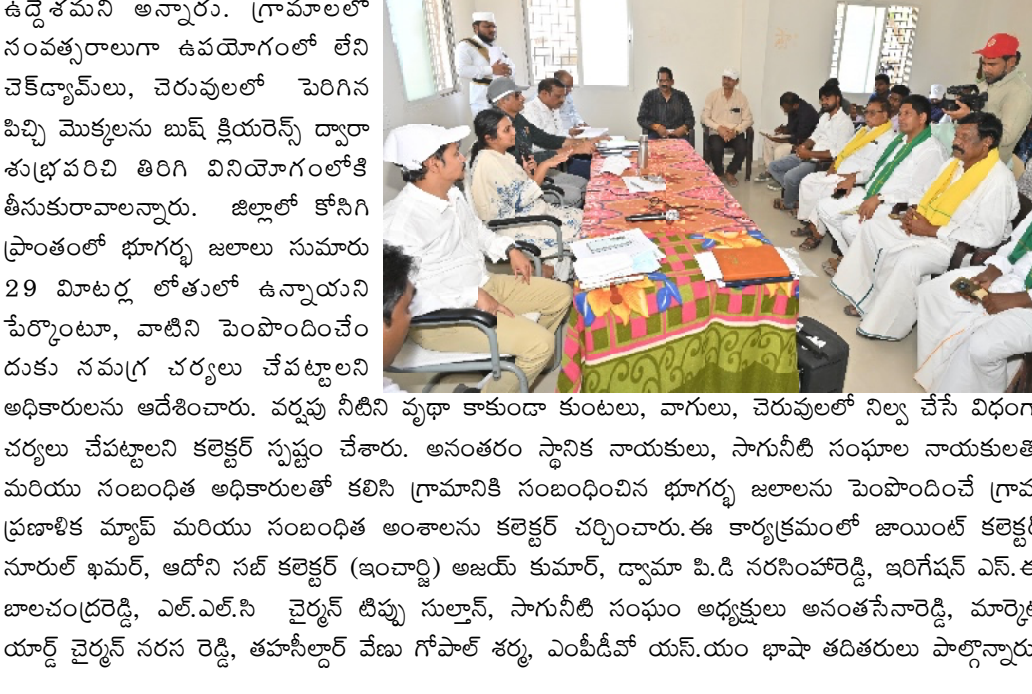 ఉద్దేశమని అన్నారు. గ్రామాలలో
సంవత్సరాలుగా ఉపయోగంలో లేని
చెక్‌డ్యామ్‌లు, చెరువులలో పెరిగిన
పిచ్చి మొక్కలను బుష్ క్లియరెన్స్ ద్వారా
శుభ్రపరిచి తిరిగి వినియోగంలోకి
తీసుకురావాలన్నారు. జిల్లాలో కోసిగి
ప్రాంతంలో భూగర్భ జలాలు సుమారు
29 మీటర్ల లోతులో ఉన్నాయని
పేర్కొంటూ, వాటిని పెంపొందించేం
దుకు సమగ్ర చర్యలు చేపట్టాలని
అధికారులను ఆదేశించారు. వర్షపు నీటిని వృథా కాకుండా కుంటలు, వాగులు, చెరువులలో నిల్వ చేసే విధంగా
చర్యలు చేపట్టాలని కలెక్టర్ స్పష్టం చేశారు. అనంతరం స్థానిక నాయకులు, సాగునీటి సంఘాల నాయకులతో
మరియు సంబంధిత అధికారులతో కలిసి గ్రామానికి సంబంధించిన భూగర్భ జలాలను పెంపొందించే గ్రామ
ప్రణాళిక మ్యాప్ మరియు సంబంధిత అంశాలను కలెక్టర్ చర్చించారు.ఈ కార్యక్రమంలో జాయింట్ కలెక్టర్
నూరుల్ ఖమర్, ఆదోని సబ్ కలెక్టర్ (ఇంచార్జి) అజయ్ కుమార్, డ్వామా పి.డి నరసింహారెడ్డి, ఇరిగేషన్ ఎస్.ఈ
బాలచంద్రరెడ్డి, ఎల్.ఎల్.సి చైర్మన్ టిప్పు సుల్తాన్, సాగునీటి సంఘం అధ్యక్షులు అనంతసేనారెడ్డి, మార్కెట్
యార్డ్ చైర్మన్ నరస రెడ్డి, తహసీల్దార్ వేణు గోపాల్ శర్మ, ఎంపీడీవో యస్.యం భాషా తదితరులు పాల్గొన్నారు